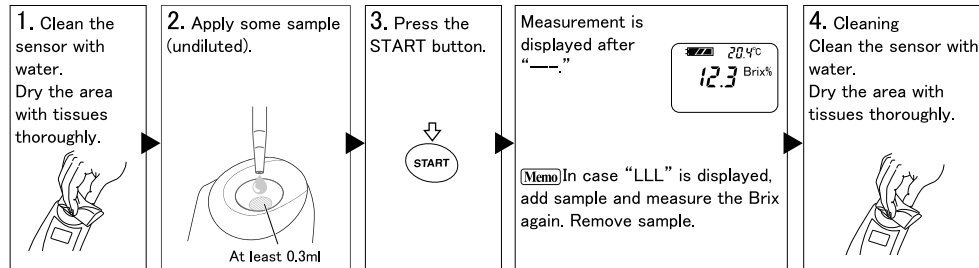 1. Clean the
sensor with
water.
Dry the area
with tissues
thoroughly.
2. Apply some sample
(undiluted).
At least 0.3ml
3. Press the
START button.
START
Measurement is
displayed after
“−−−.”
20.4℃
12.3 Brix%
Memo In case “LLL” is displayed,
add sample and measure the Brix
again. Remove sample.
4. Cleaning
Clean the sensor with
water.
Dry the area with
tissues thoroughly.